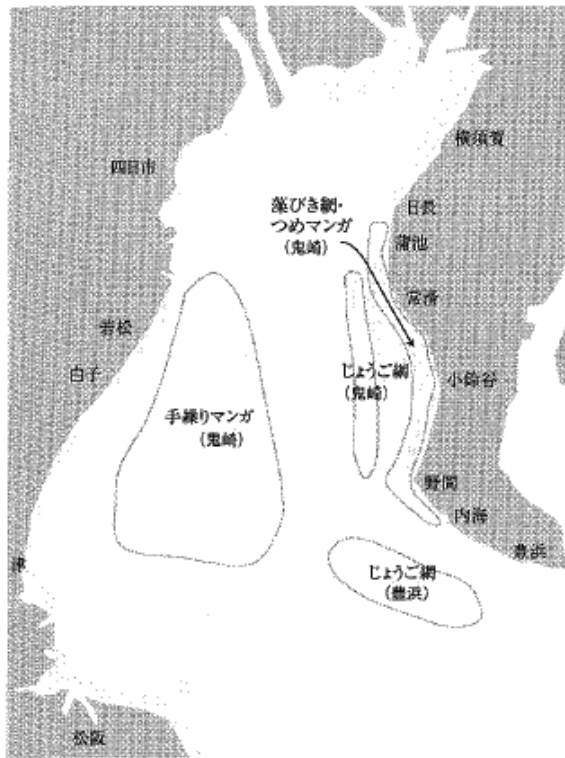 横須賀
四日市
日長
藻びき網・
つめマンガ
(鬼崎)
蒲池
常滑
若松
白子
じょうご網
(鬼崎)
小鈴谷
手繰りマンガ
(鬼崎)
野間
内海
津
豊浜
じょうご網
(豊浜)
松阪